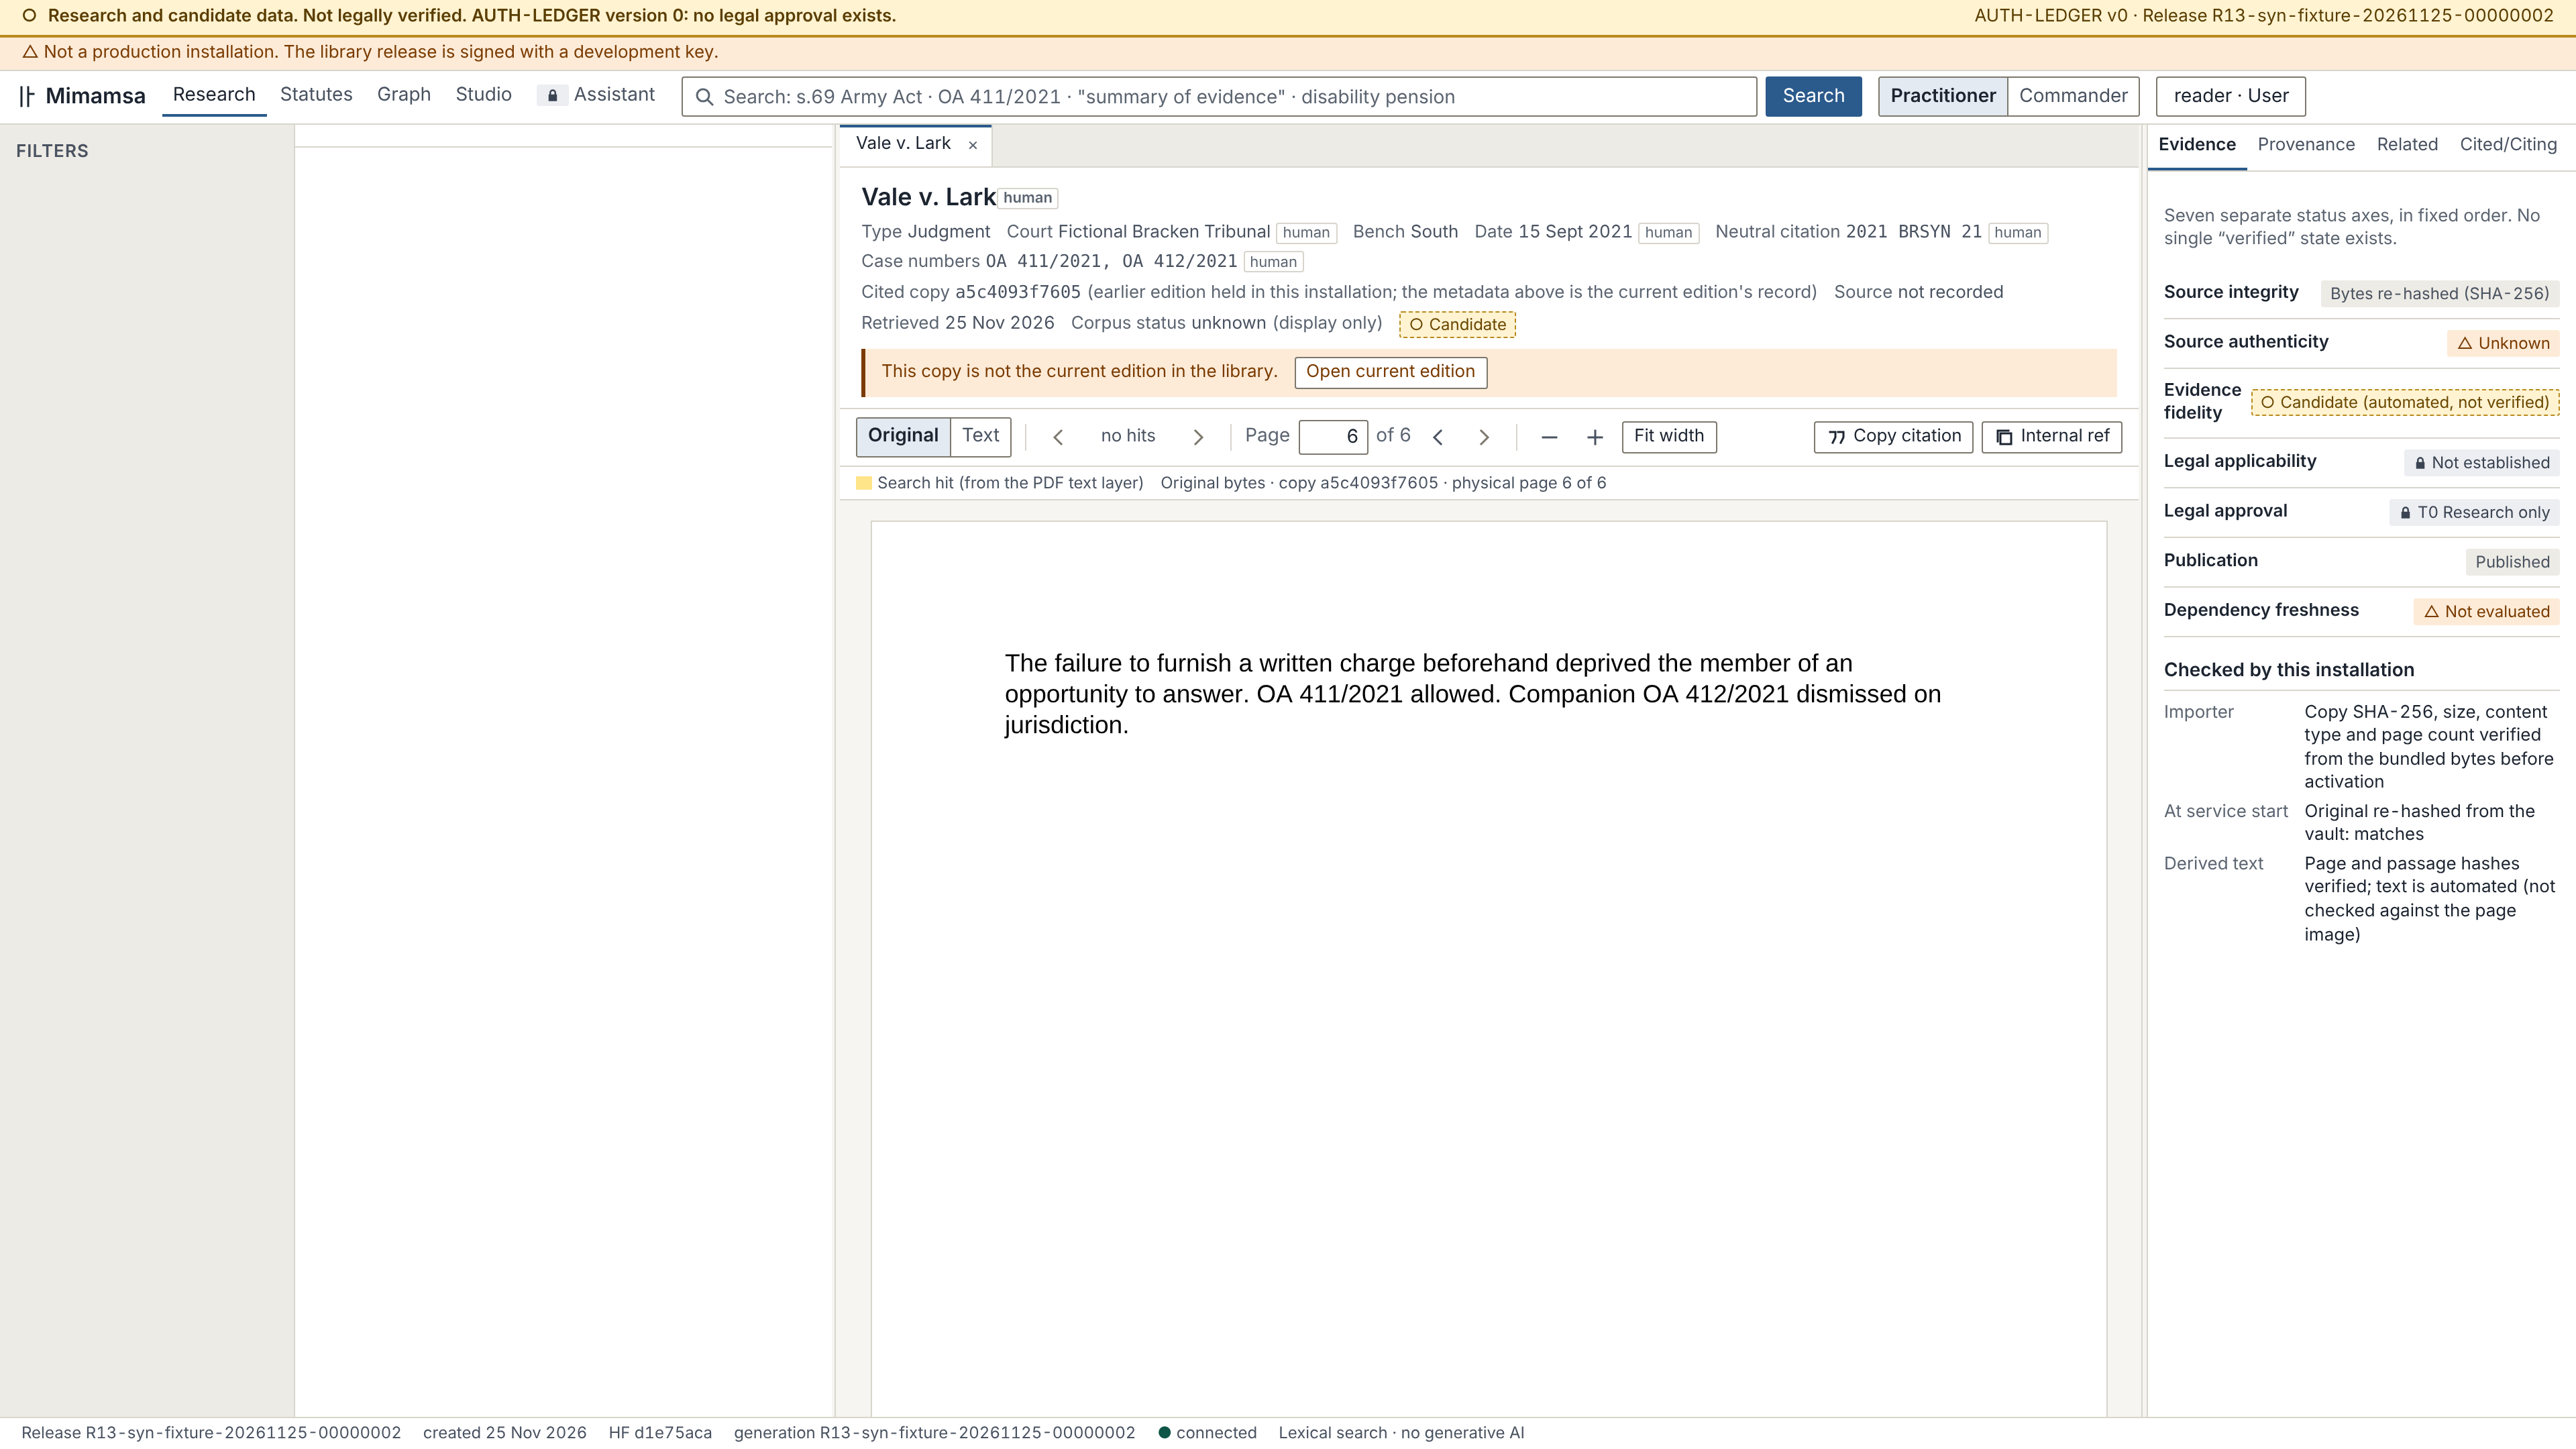 Research and candidate data. Not legally verified. AUTH-LEDGER version 0: no legal approval exists.
AUTH-LEDGER v0 · Release R13-syn-fixture-20261125-00000002
Not a production installation. The library release is signed with a development key.
Mimamsa
Research
Statutes
Graph
Studio
Assistant
Search: s.69 Army Act · OA 411/2021 · "summary of evidence" · disability pension
Search
Practitioner
Commander
reader · User
FILTERS
Vale v. Lark ×
Vale v. Lark human
Type Judgment Court Fictional Bracken Tribunal human Bench South Date 15 Sept 2021 human Neutral citation 2021 BRSYN 21 human
Case numbers OA 411/2021, OA 412/2021 human
Cited copy a5c4093f7605 (earlier edition held in this installation; the metadata above is the current edition's record) Source not recorded
Retrieved 25 Nov 2026 Corpus status unknown (display only) Candidate
This copy is not the current edition in the library. Open current edition
Original Text no hits Page 6 of 6 Fit width Copy citation Internal ref
Search hit (from the PDF text layer) Original bytes · copy a5c4093f7605 · physical page 6 of 6
The failure to furnish a written charge beforehand deprived the member of an
opportunity to answer. OA 411/2021 allowed. Companion OA 412/2021 dismissed on
jurisdiction.
Evidence Provenance Related Cited/Citing
Seven separate status axes, in fixed order. No
single “verified” state exists.
Source integrity Bytes re-hashed (SHA-256)
Source authenticity Unknown
Evidence
fidelity
Candidate (automated, not verified)
Legal applicability Not established
Legal approval T0 Research only
Publication Published
Dependency freshness Not evaluated
Checked by this installation
Importer Copy SHA-256, size, content
type and page count verified
from the bundled bytes before
activation
At service start Original re-hashed from the
vault: matches
Derived text Page and passage hashes
verified; text is automated (not
checked against the page
image)
Release R13-syn-fixture-20261125-00000002 created 25 Nov 2026 HF d1e75aca generation R13-syn-fixture-20261125-00000002 connected Lexical search · no generative AI